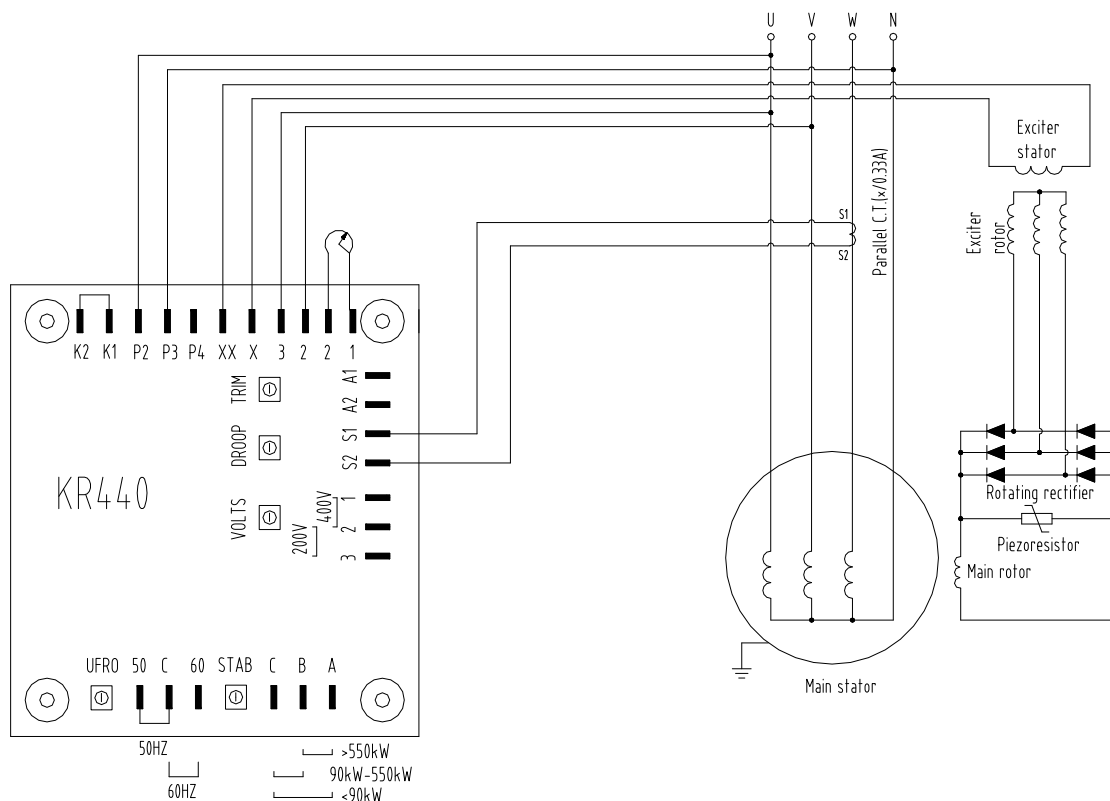 U V W N
Exciter
stator
Parallel C.T.(x/0.33A)
S1
S2
Exciter
rotor
K2 K1 P2 P3 P4 XX X 3 2 2 1
TRIM
A1
A2
DROOP
S1
S2
KR440
VOLTS
400V
200V
1
2
3
Rotating rectifier
Piezoresistor
Main rotor
UFRO 50 C 60 STAB C B A
Main stator
50HZ
>550kW
60HZ
90kW-550kW
<90kW